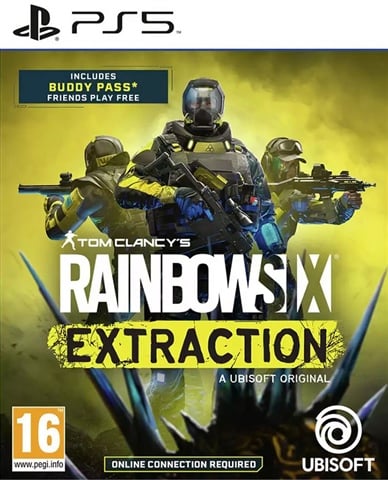 PS5
INCLUDES
BUDDY PASS*
FRIENDS PLAY FREE
TOM CLANCY'S
RAINBOW SIX
EXTRACTION
A UBISOFT ORIGINAL
16
www.pegi.info
ONLINE CONNECTION REQUIRED
UBISOFT